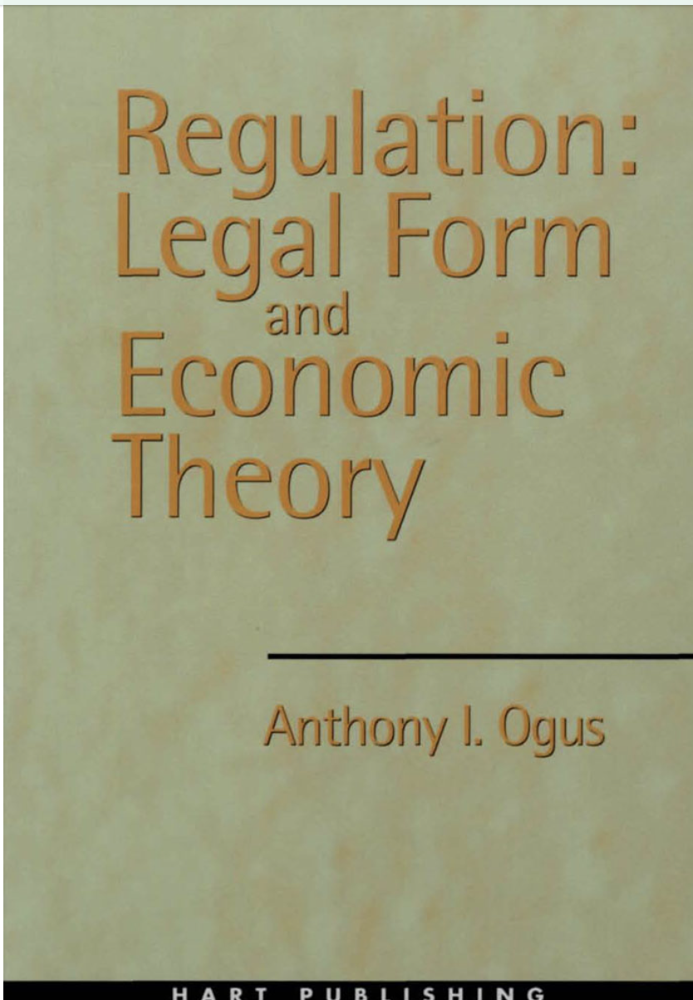 Regulation:
Legal Form
and
Economic
Theory
Anthony I. Ogus
HART PUBLISHING